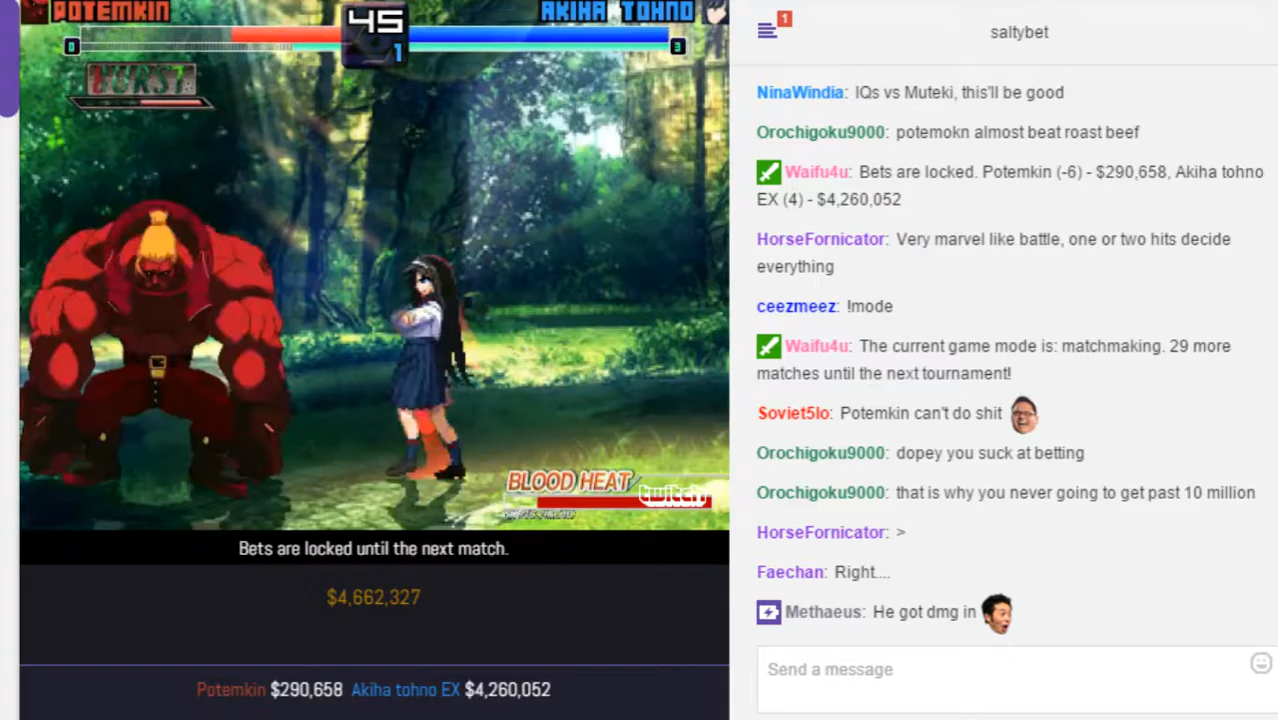 POTEMKIN
AKIHA TOHNO
45
0
1
3
BURST
BLOOD HEAT
twitch
Bets are locked until the next match.
$4,662,327
Potemkin $290,658 Akiha tohno EX $4,260,052
1
saltybet
NinaWindia: IQs vs Muteki, this'll be good
Orochigoku9000: potemokn almost beat roast beef
Waifu4u: Bets are locked. Potemkin (-6) - $290,658, Akiha tohno
EX (4) - $4,260,052
HorseFornicator: Very marvel like battle, one or two hits decide
everything
ceezmeez: !mode
Waifu4u: The current game mode is: matchmaking. 29 more
matches until the next tournament!
Soviet5lo: Potemkin can't do shit
Orochigoku9000: dopey you suck at betting
Orochigoku9000: that is why you never going to get past 10 million
HorseFornicator: >
Faechan: Right....
Methaeus: He got dmg in
Send a message